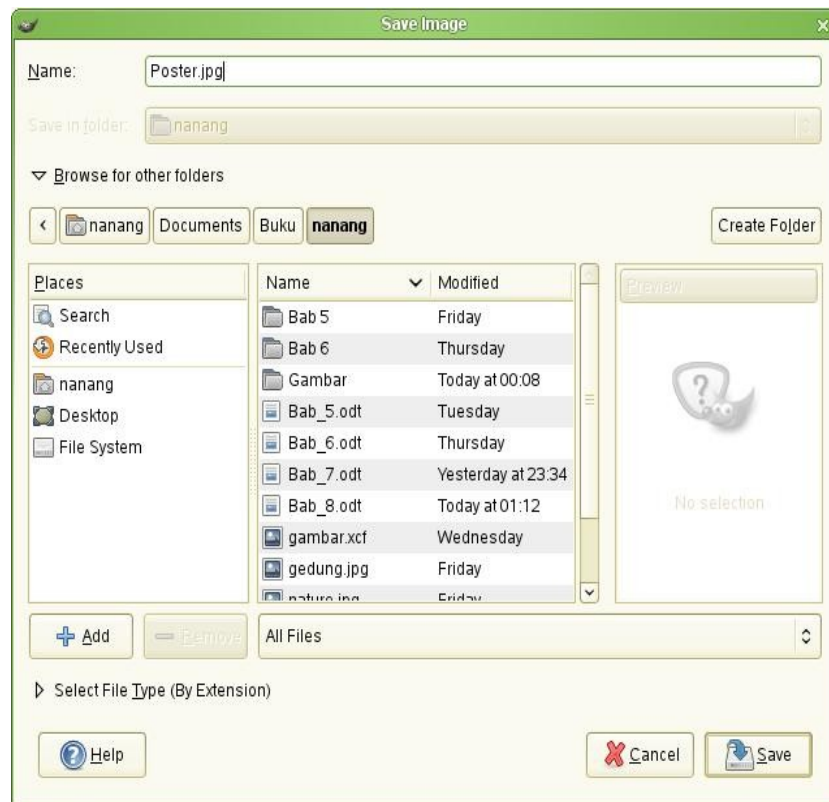 Save Image
Name: Poster.jpg
Save in folder: nanang
Browse for other folders
nanang Documents Buku nanang Create Folder
Places
Search
Recently Used
nanang
Desktop
File System
Name Modified
Bab 5 Friday
Bab 6 Thursday
Gambar Today at 00:08
Bab_5.odt Tuesday
Bab_6.odt Thursday
Bab_7.odt Yesterday at 23:34
Bab_8.odt Today at 01:12
gambar.xcf Wednesday
gedung.jpg Friday
nature.jpg Friday
Preview
No selection
Add Remove All Files
Select File Type (By Extension)
Help Cancel Save